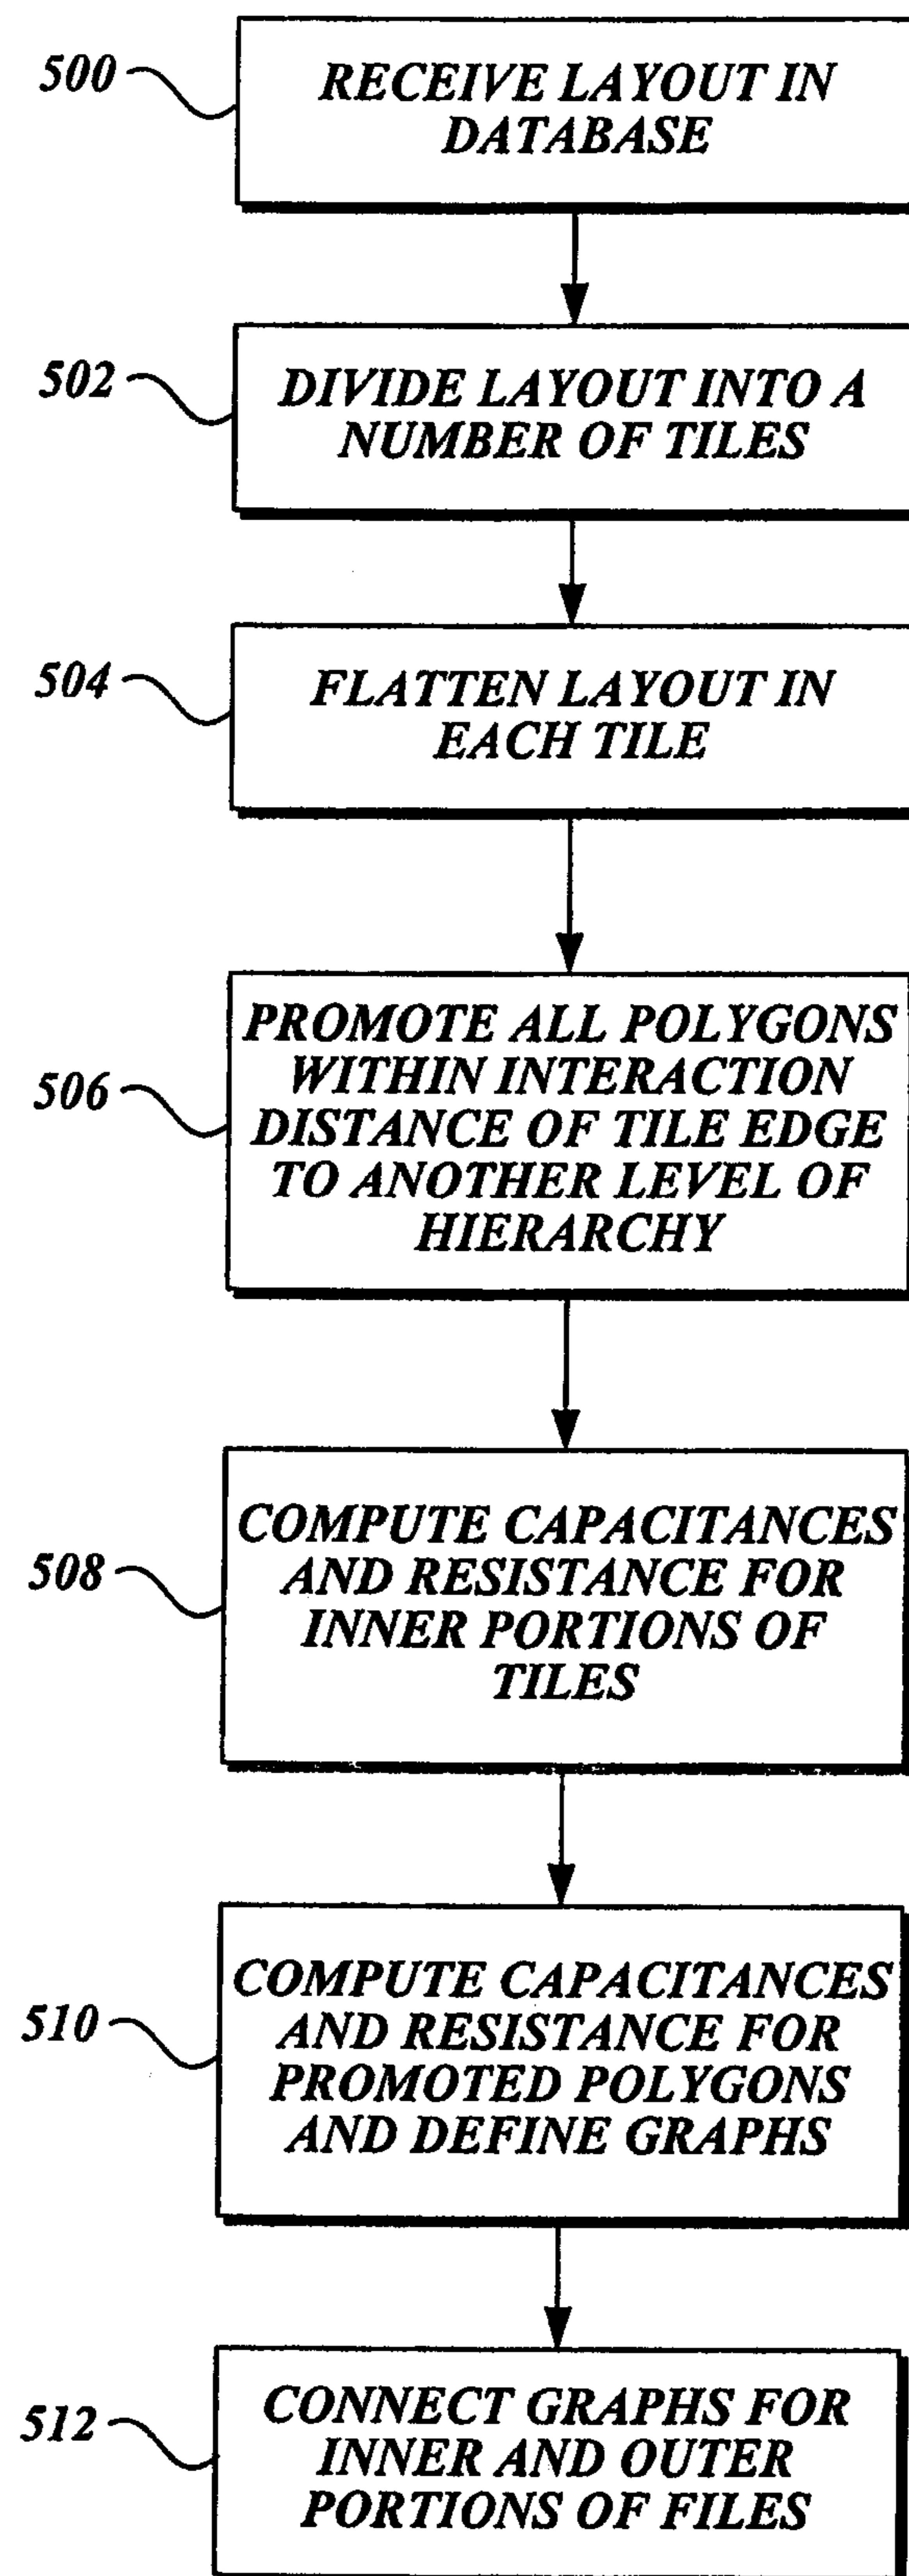 500
RECEIVE LAYOUT IN
DATABASE
502
DIVIDE LAYOUT INTO A
NUMBER OF TILES
504
FLATTEN LAYOUT IN
EACH TILE
506
PROMOTE ALL POLYGONS
WITHIN INTERACTION
DISTANCE OF TILE EDGE
TO ANOTHER LEVEL OF
HIERARCHY
508
COMPUTE CAPACITANCES
AND RESISTANCE FOR
INNER PORTIONS OF
TILES
510
COMPUTE CAPACITANCES
AND RESISTANCE FOR
PROMOTED POLYGONS
AND DEFINE GRAPHS
512
CONNECT GRAPHS FOR
INNER AND OUTER
PORTIONS OF FILES